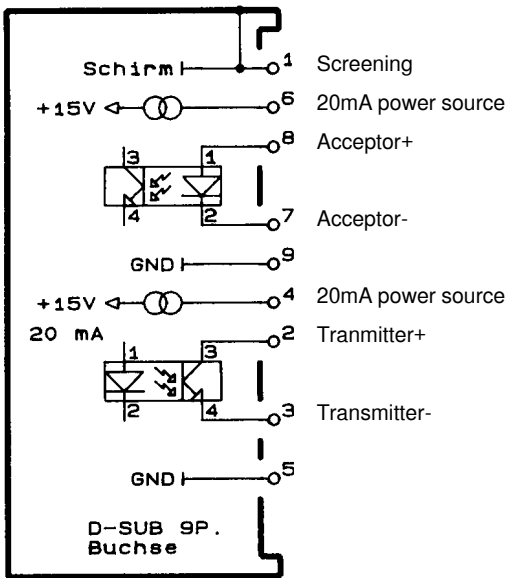 Schirm 1 Screening
+15V 6 20mA power source
8 Acceptor+
3 1
4 2
7 Acceptor-
GND 9
+15V 4 20mA power source
20 mA 2 Tranmitter+
1 3
2 4
3 Transmitter-
GND 5
D-SUB 9P.
Buchse